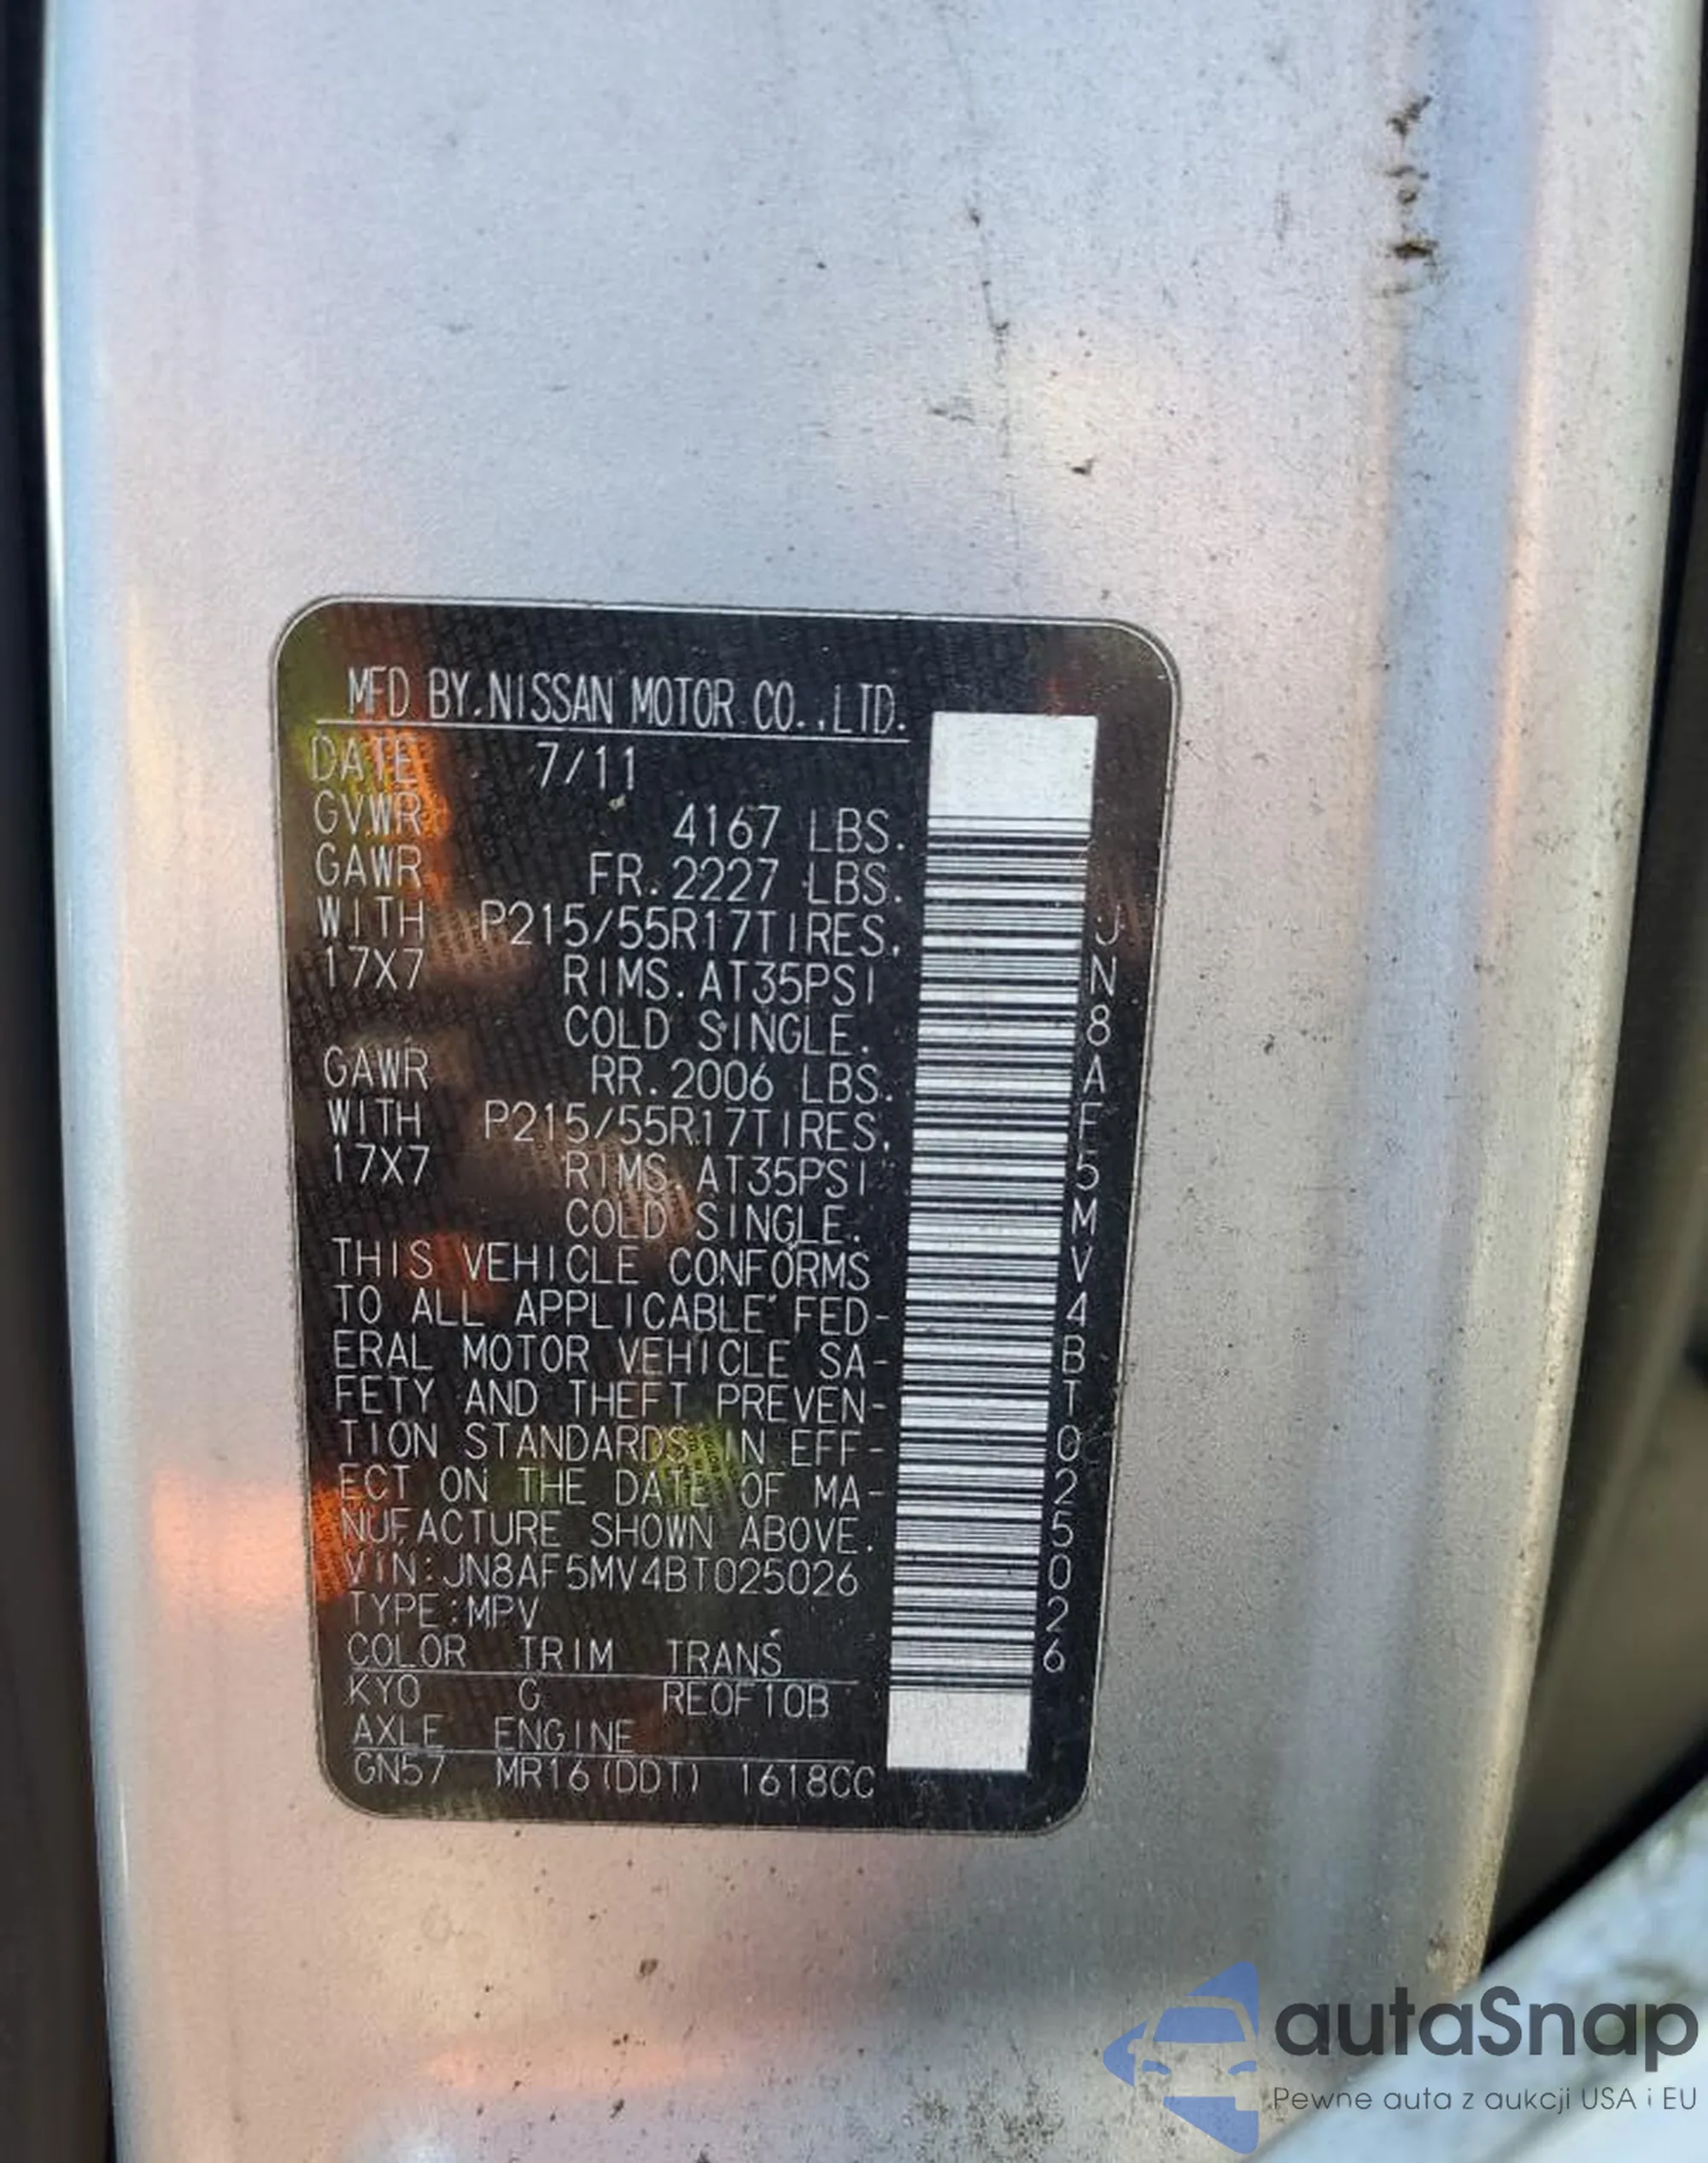 MFD BY.NISSAN MOTOR CO.,LTD.
DATE 7/11
GVWR 4167 LBS.
GAWR FR.2227 LBS.
WITH P215/55R17TIRES,
17X7 RIMS.AT35PSI
COLD SINGLE.
GAWR RR.2006 LBS.
WITH P215/55R17TIRES,
17X7 RIMS.AT35PSI
COLD SINGLE.
THIS VEHICLE CONFORMS
TO ALL APPLICABLE FED-
ERAL MOTOR VEHICLE SA-
FETY AND THEFT PREVEN-
TION STANDARDS IN EFF-
ECT ON THE DATE OF MA-
NUFACTURE SHOWN ABOVE.
VIN:JN8AF5MV4BT025026
TYPE:MPV
COLOR TRIM TRANS
KY0 G RE0F10B
AXLE ENGINE
GN57 MR16(DDT) 1618CC
JN8AF5MV4BT025026
autaSnap
Pewne auta z aukcji USA i EU